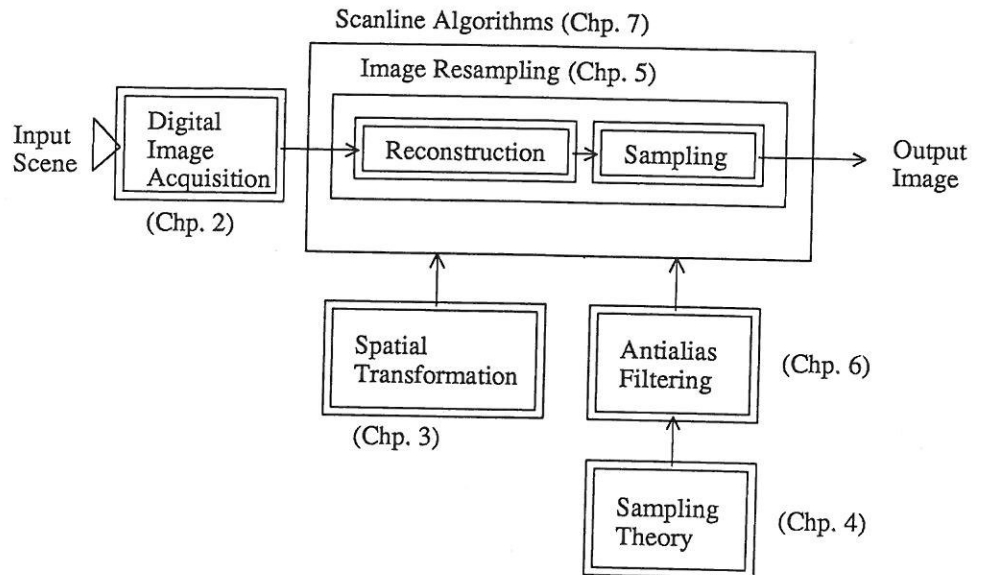 Scanline Algorithms (Chp. 7)
Image Resampling (Chp. 5)
Input
Scene
Digital
Image
Acquisition
(Chp. 2)
Reconstruction
Sampling
Output
Image
Spatial
Transformation
(Chp. 3)
Antialias
Filtering
(Chp. 6)
Sampling
Theory
(Chp. 4)